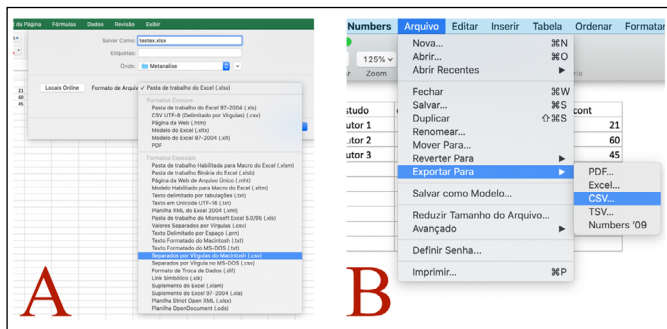 da Página Fórmulas Dados Revisão Exibir
Salvar Como: testex.xlsx
Etiquetas:
Onde: Metanalise
Locais Online Formato de Arquivo ✓ Pasta de trabalho do Excel (.xlsx)
21
60
45
Formatos Comuns
Pasta de trabalho do Excel 97-2004 (.xls)
CSV UTF-8 (Delimitado por Vírgulas) (.csv)
Página da Web (.htm)
Modelo do Excel (.xltx)
Modelo do Excel 97-2004 (.xlt)
PDF
Formatos Especiais
Pasta de trabalho Habilitada para Macro do Excel (.xlsm)
Pasta de trabalho Binária do Excel (.xlsb)
Página da Web de Arquivo Único (.mht)
Modelo Habilitado para Macro do Excel (.xltm)
Texto delimitado por tabulações (.txt)
Texto em Unicode UTF-16 (.txt)
Planilha XML do Excel 2004 (.xml)
Pasta de trabalho do Microsoft Excel 5.0/95 (.xls)
Valores Separados por Vírgulas (.csv)
Texto Delimitado por Espaço (.prn)
Texto Formatado do Macintosh (.txt)
Texto Formatado do MS-DOS (.txt)
Separados por Vírgulas do Macintosh (.csv)
Separados por Vírgula no MS-DOS (.csv)
Formato de Troca de Dados (.dif)
Link Simbólico (.slk)
Suplemento do Excel (.xlam)
Suplemento do Excel 97-2004 (.xla)
Planilha Strict Open XML (.xlsx)
Planilha OpenDocument (.ods)
A
Numbers Arquivo Editar Inserir Tabela Ordenar Formatar
125%
Zoom
Nova... ⌘N
Abrir... ⌘O
Abrir Recentes ▶
Fechar ⌘W
Salvar... ⌘S
Duplicar ⇧⌘S
Renomear...
Mover Para...
Reverter Para ▶
Exportar Para ▶
Salvar como Modelo...
Reduzir Tamanho do Arquivo...
Avançado ▶
Definir Senha...
Imprimir... ⌘P
PDF...
Excel...
CSV...
TSV...
Numbers '09
studo cont
utor 1 21
utor 2 60
utor 3 45
B